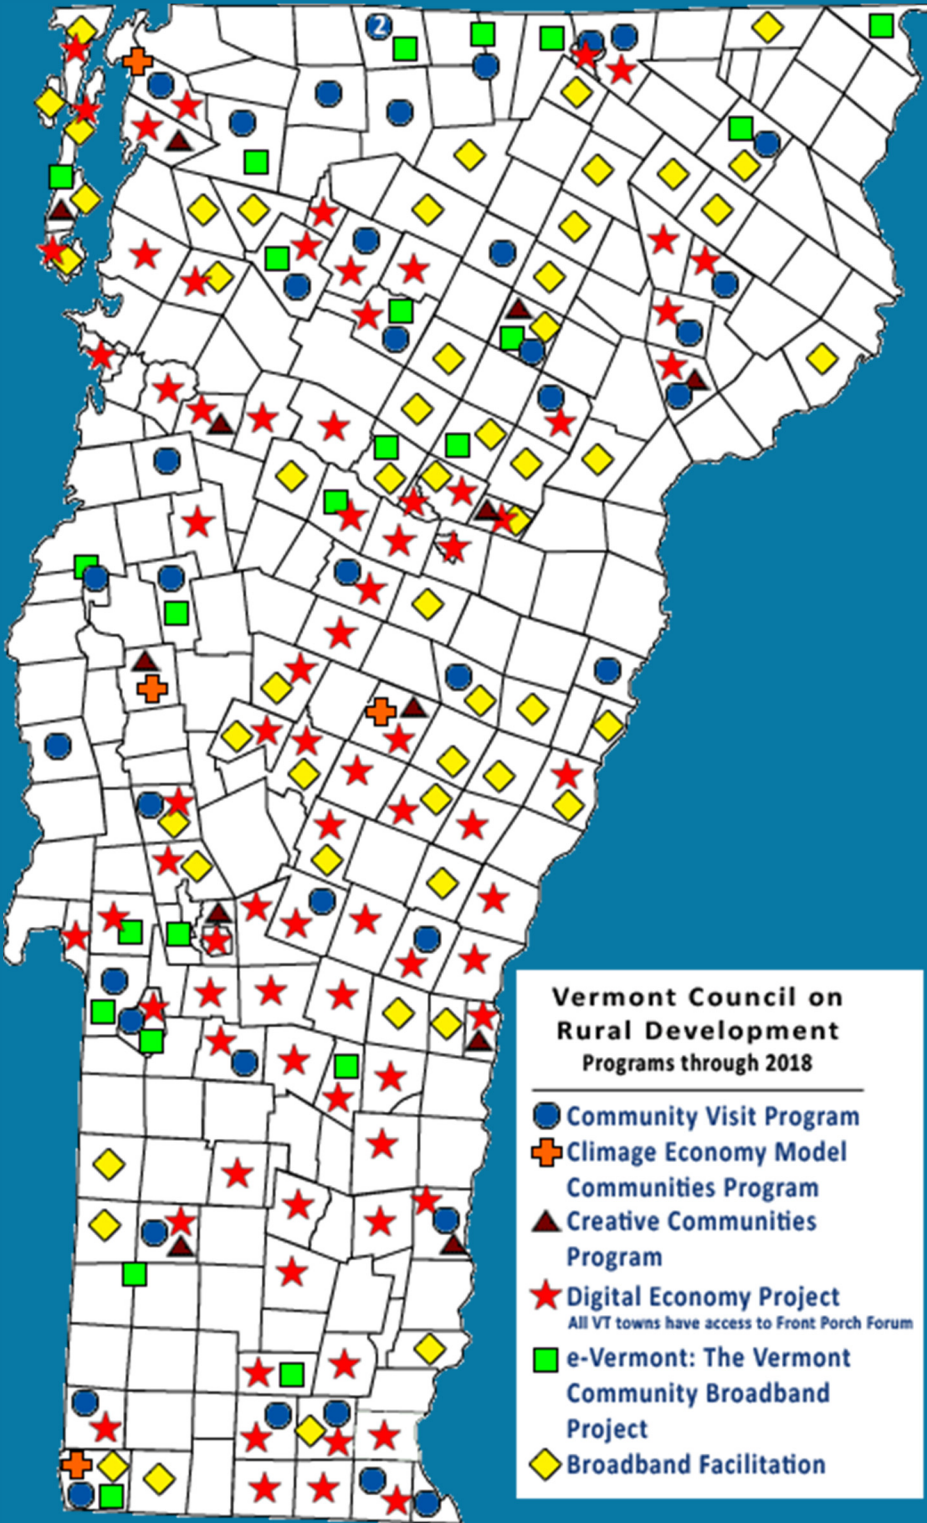 2
Vermont Council on
Rural Development
Programs through 2018
Community Visit Program
Climage Economy Model
Communities Program
Creative Communities
Program
Digital Economy Project
All VT towns have access to Front Porch Forum
e-Vermont: The Vermont
Community Broadband
Project
Broadband Facilitation